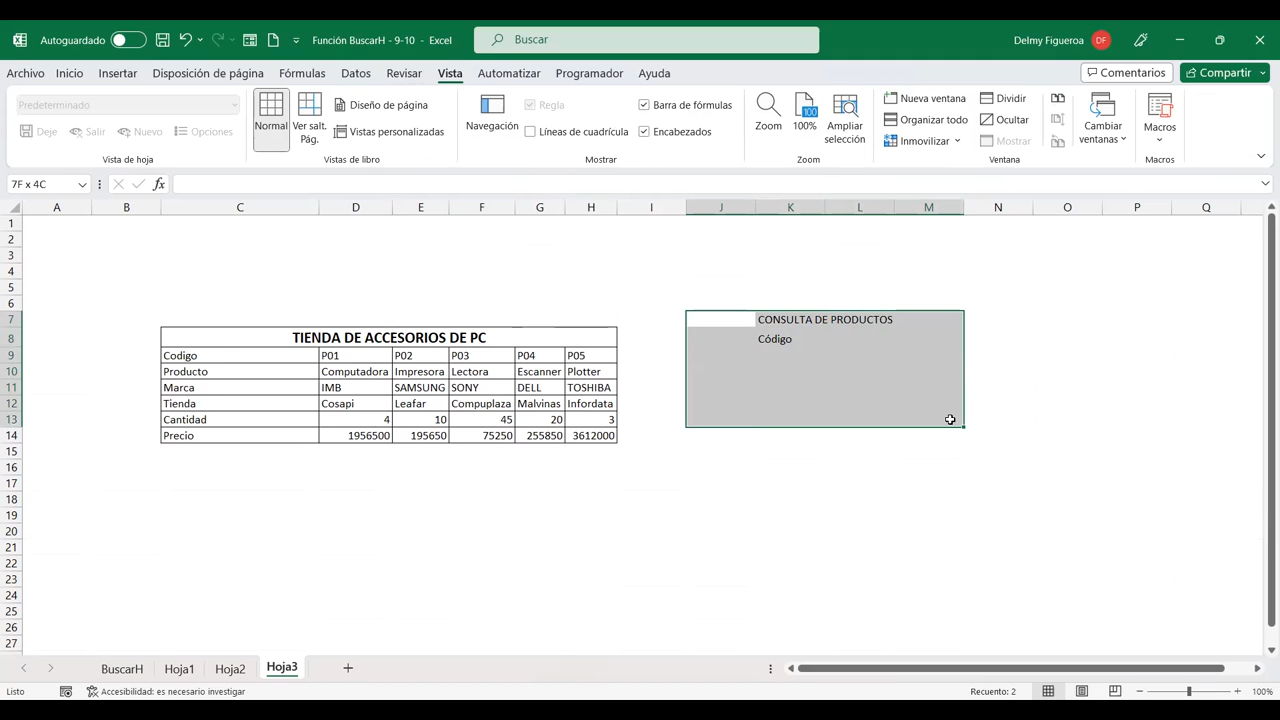 Autoguardado
Función BuscarH - 9-10 - Excel
Buscar
Delmy Figueroa
DF
Archivo Inicio Insertar Disposición de página Fórmulas Datos Revisar Vista Automatizar Programador Ayuda
Comentarios
Compartir
Predeterminado
Deje Salir Nuevo Opciones
Vista de hoja
Normal
Ver salt.
Pág.
Diseño de página
Vistas personalizadas
Vistas de libro
Navegación
Regla
Líneas de cuadrícula
Barra de fórmulas
Encabezados
Mostrar
Zoom
100
100%
Ampliar
selección
Zoom
Nueva ventana
Organizar todo
Inmovilizar
Dividir
Ocultar
Mostrar
Cambiar
ventanas
Ventana
Macros
Macros
7F x 4C
fx
A B C D E F G H I J K L M N O P Q
1
2
3
4
5
6
7 CONSULTA DE PRODUCTOS
8 TIENDA DE ACCESORIOS DE PC Código
9 Codigo P01 P02 P03 P04 P05
10 Producto Computadora Impresora Lectora Escanner Plotter
11 Marca IMB SAMSUNG SONY DELL TOSHIBA
12 Tienda Cosapi Leafar Compuplaza Malvinas Infordata
13 Cantidad 4 10 45 20 3
14 Precio 1956500 195650 75250 255850 3612000
15
16
17
18
19
20
21
22
23
24
25
26
27
BuscarH Hoja1 Hoja2 Hoja3
Listo
Accesibilidad: es necesario investigar
Recuento: 2
100%